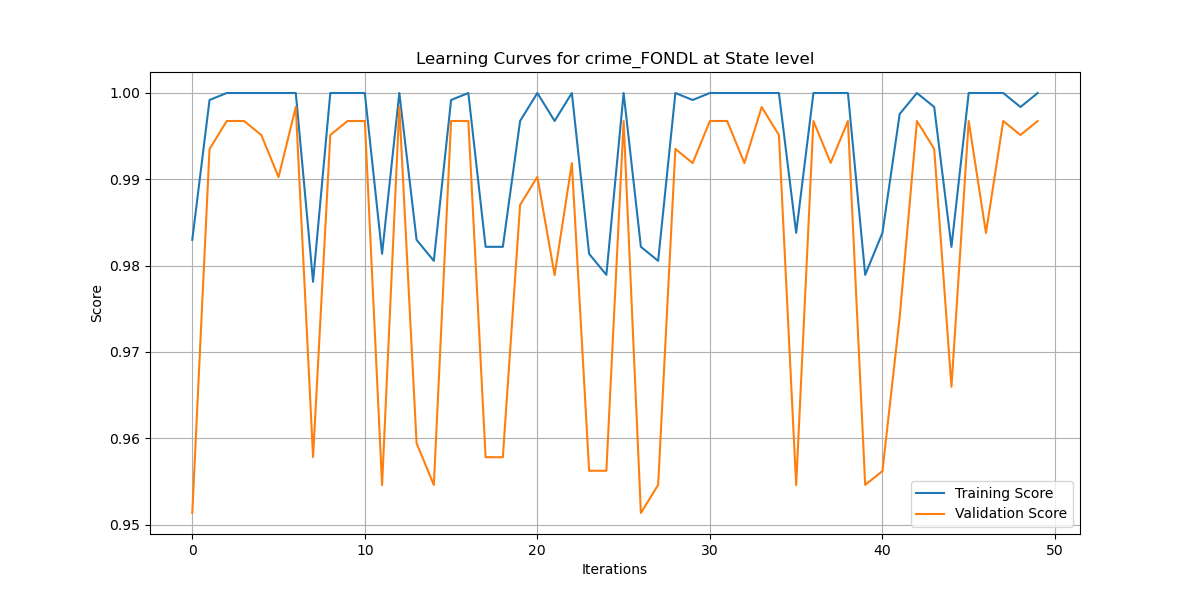 Learning Curves for crime_FONDL at State level
Score
1.00
0.99
0.98
0.97
0.96
0.95
0 10 20 30 40 50
Iterations
Training Score
Validation Score